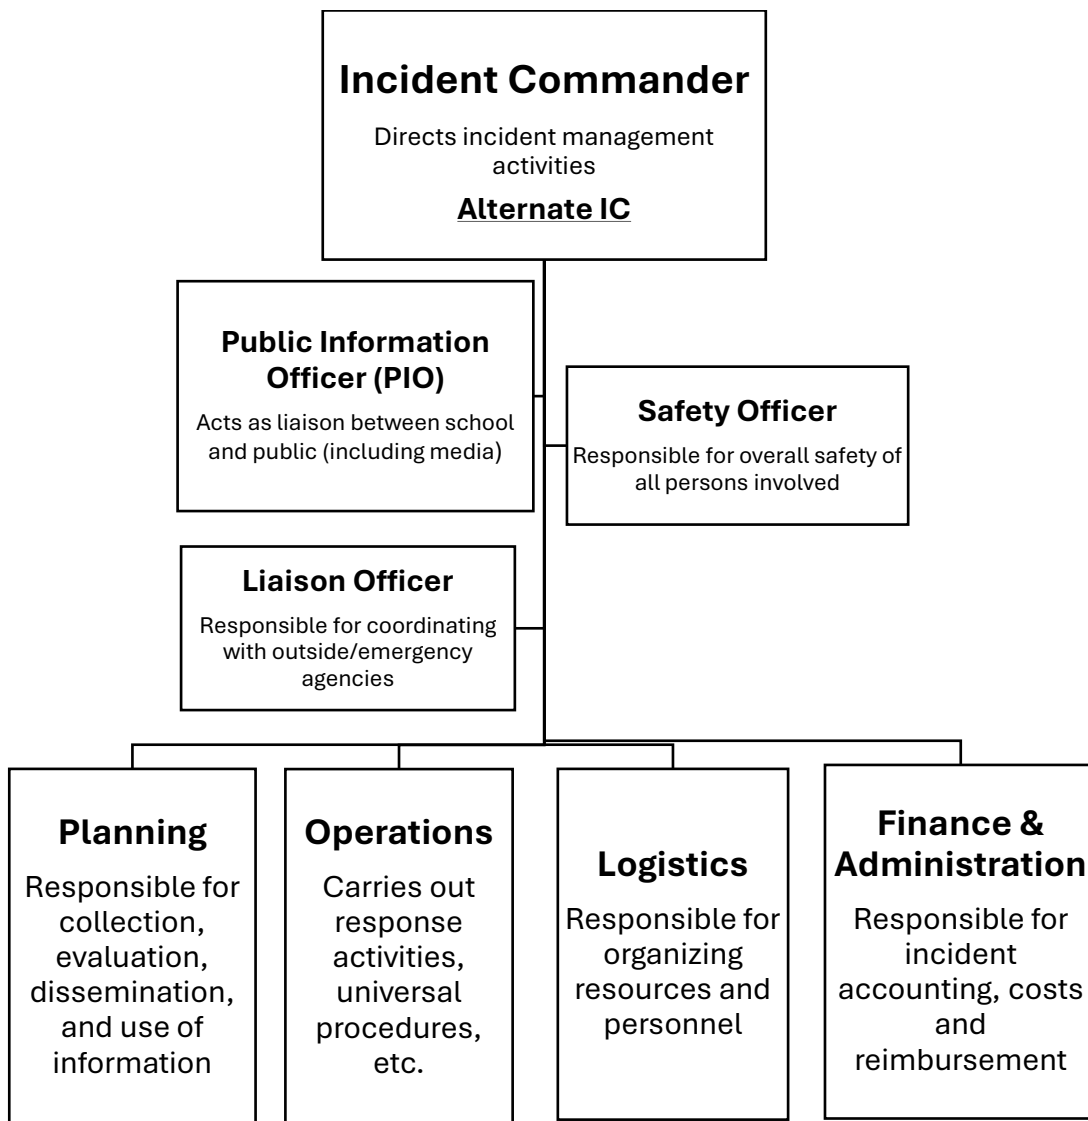 Incident Commander
Directs incident management
activities
Alternate IC
Public Information
Officer (PIO)
Acts as liaison between school
and public (including media)
Safety Officer
Responsible for overall safety of
all persons involved
Liaison Officer
Responsible for coordinating
with outside/emergency
agencies
Planning
Responsible for
collection,
evaluation,
dissemination,
and use of
information
Operations
Carries out
response
activities,
universal
procedures,
etc.
Logistics
Responsible for
organizing
resources and
personnel
Finance &
Administration
Responsible for
incident
accounting, costs
and
reimbursement